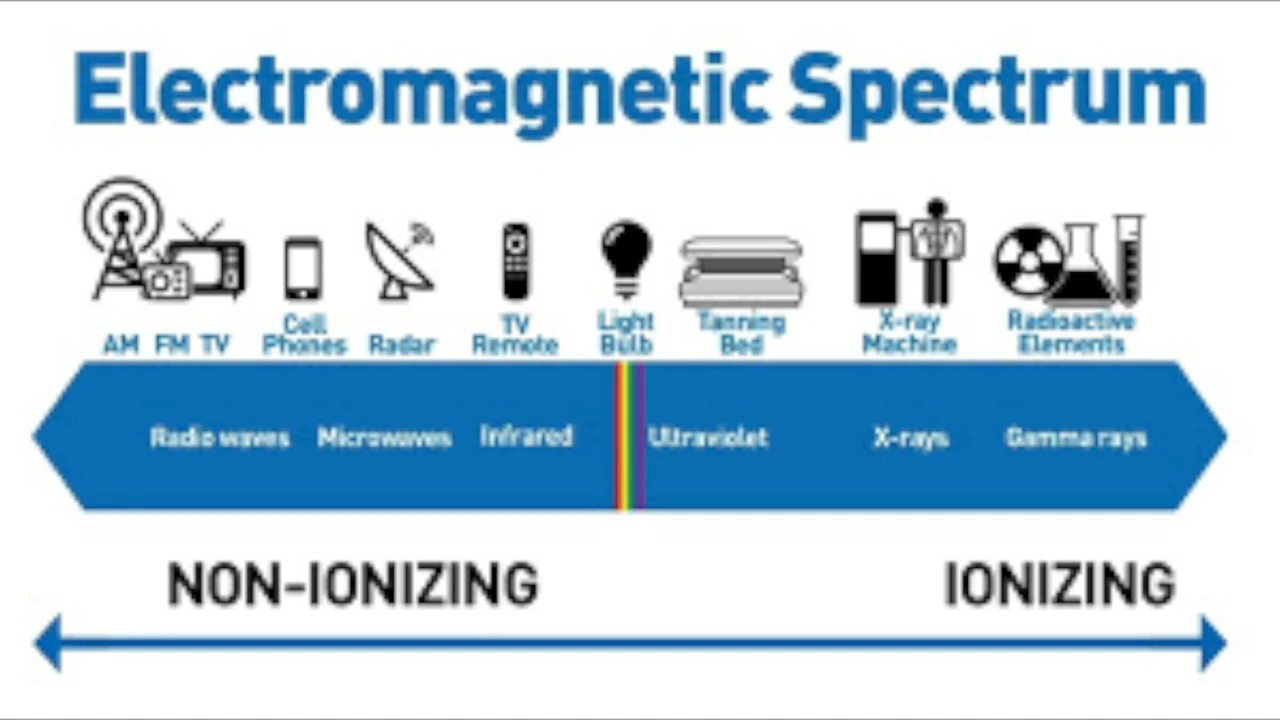 Electromagnetic Spectrum
AM FM TV
Cell
Phones
Radar
TV
Remote
Light
Bulb
Tanning
Bed
X-ray
Machine
Radioactive
Elements
Radio waves
Microwaves
Infrared
Ultraviolet
X-rays
Gamma rays
NON-IONIZING
IONIZING